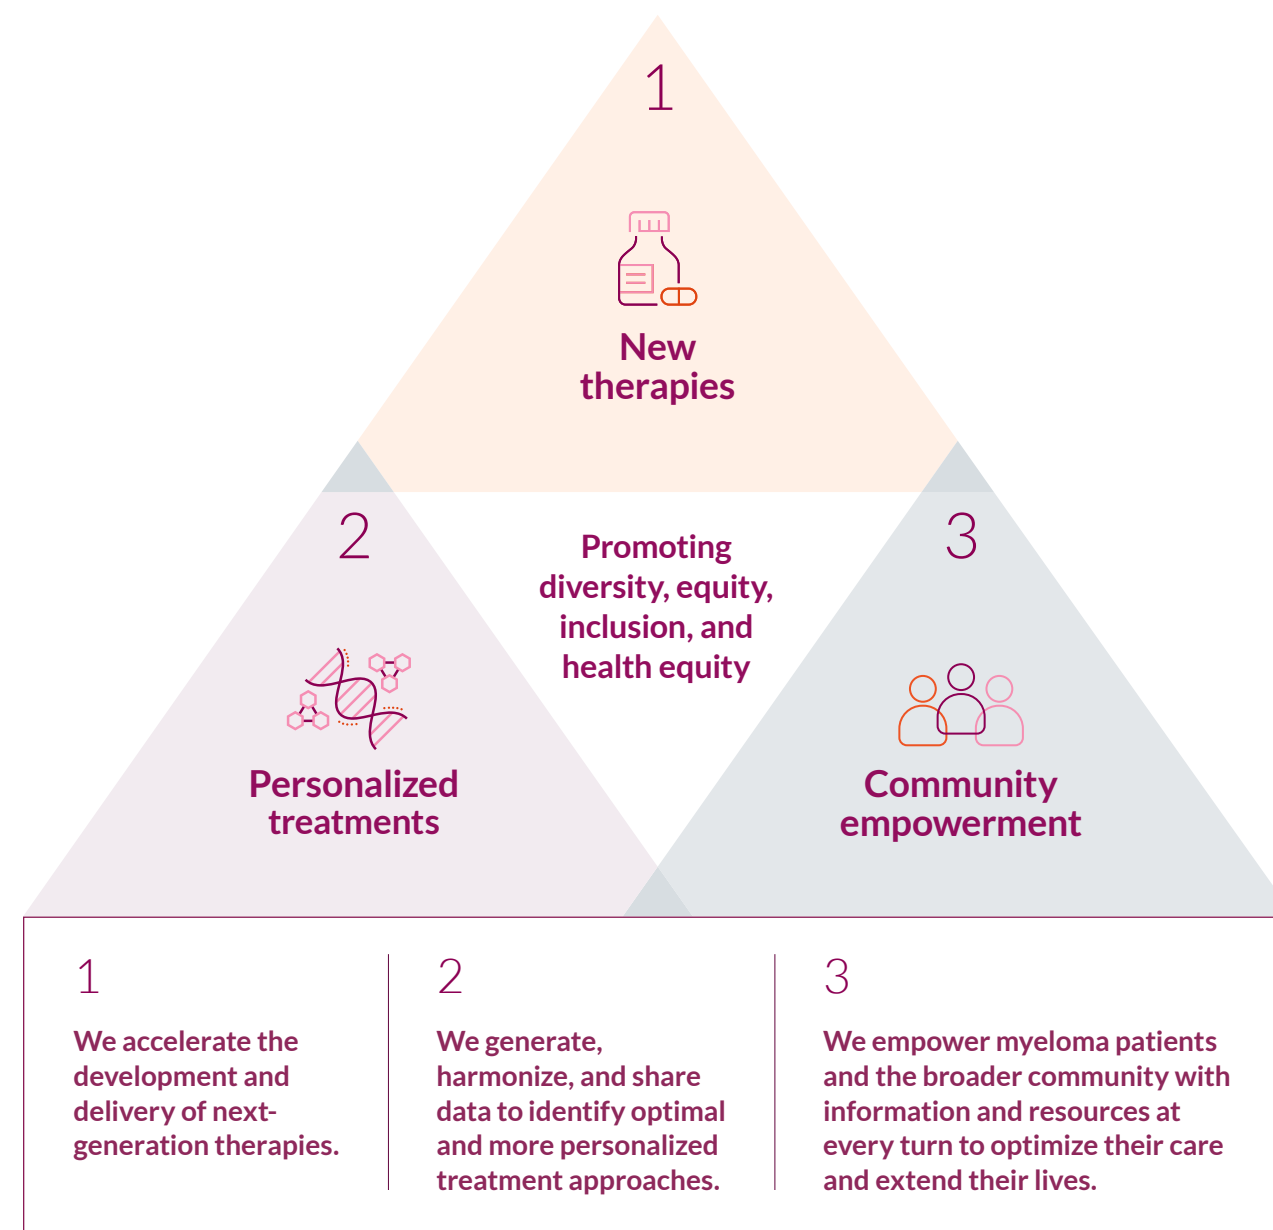 1
New
therapies
2
3
Promoting
diversity, equity,
inclusion, and
health equity
Personalized
treatments
Community
empowerment
1
We accelerate the
development and
delivery of next-
generation therapies.
2
We generate,
harmonize, and share
data to identify optimal
and more personalized
treatment approaches.
3
We empower myeloma patients
and the broader community with
information and resources at
every turn to optimize their care
and extend their lives.